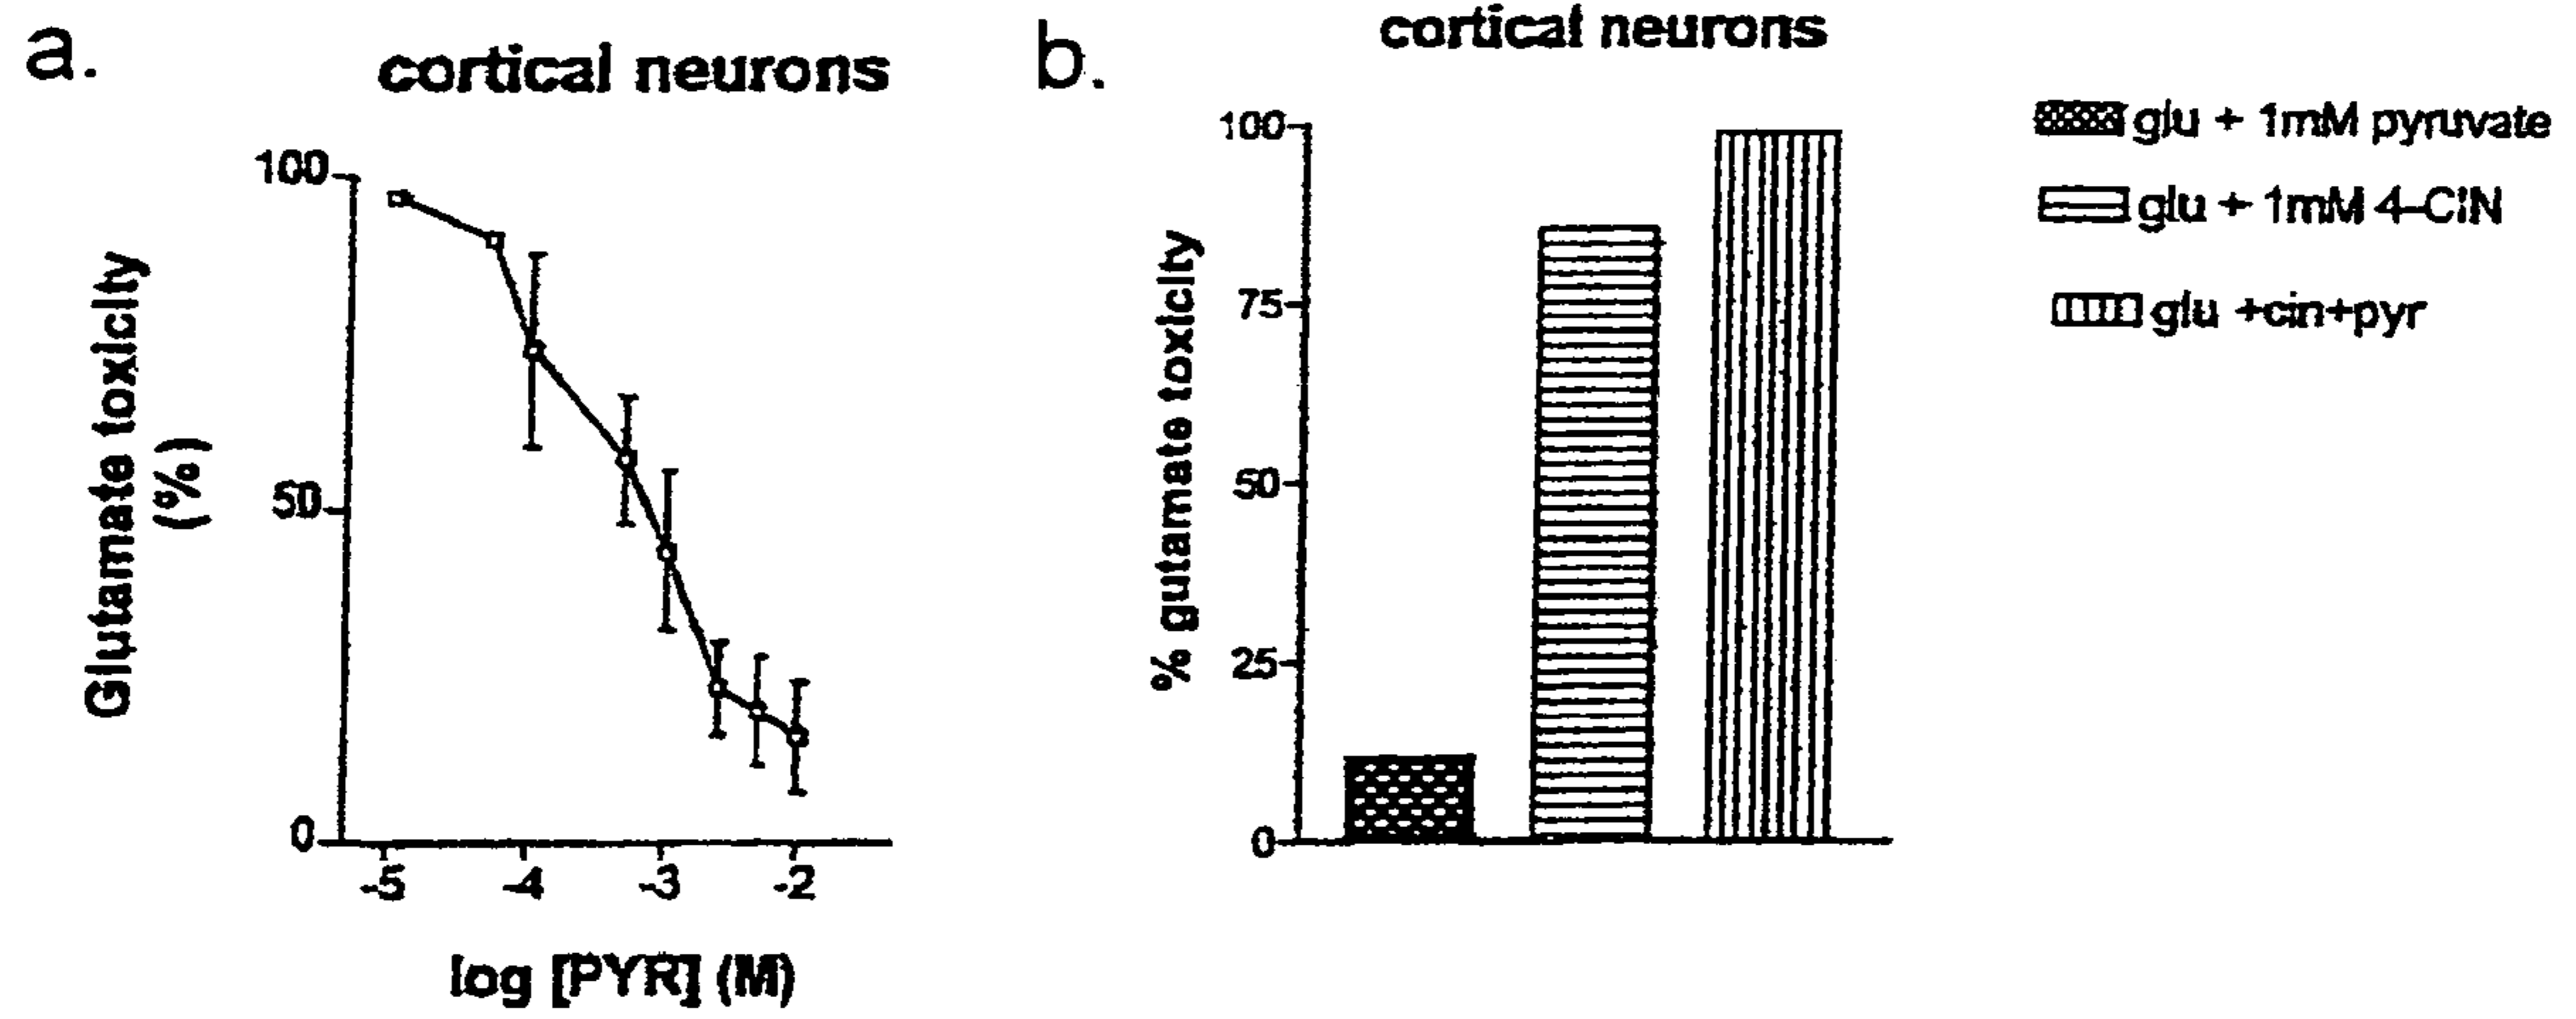 a.
cortical neurons
100
50
0
Glutamate toxicity
(%)
-5 -4 -3 -2
log [PYR] (M)
b.
cortical neurons
100
75
50
25
0
% gutamate toxicity
glu + 1mM pyruvate
glu + 1mM 4-CIN
glu +cin+pyr